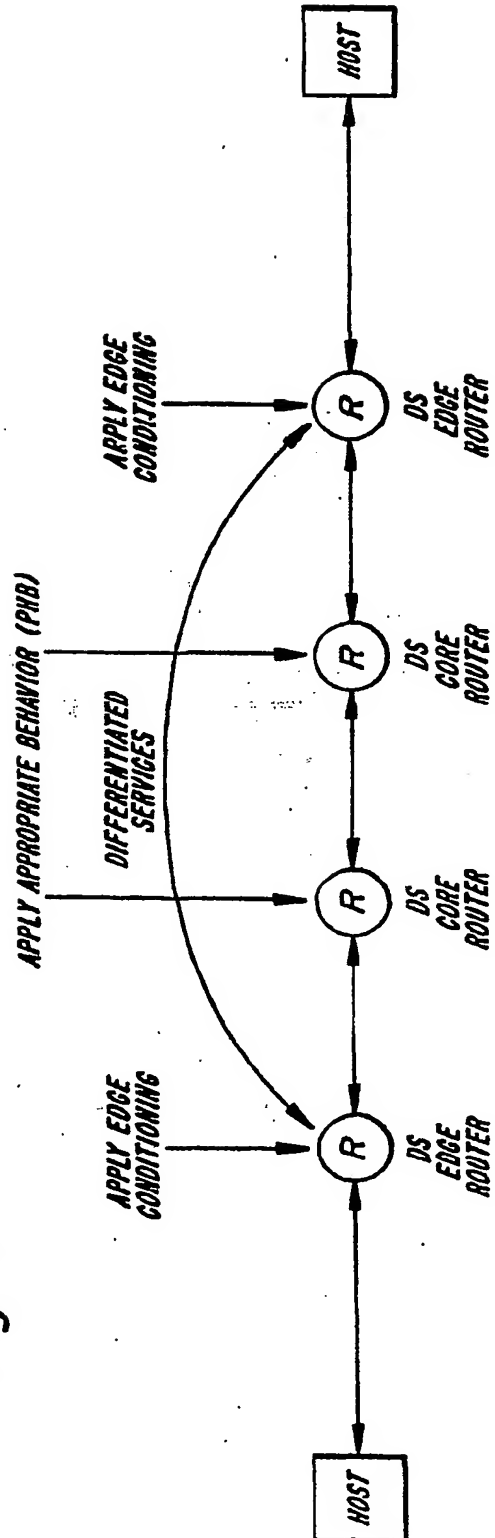 APPLY APPROPRIATE BEHAVIOR (PHB)
APPLY EDGE
CONDITIONING
DIFFERENTIATED
SERVICES
APPLY EDGE
CONDITIONING
HOST
R
R
R
R
HOST
DS
EDGE
ROUTER
DS
CORE
ROUTER
DS
CORE
ROUTER
DS
EDGE
ROUTER